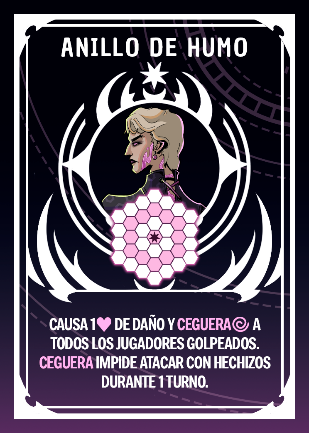 ANILLO DE HUMO
CAUSA 1 DE DAÑO Y CEGUERA A
TODOS LOS JUGADORES GOLPEADOS.
CEGUERA IMPIDE ATACAR CON HECHIZOS
DURANTE 1 TURNO.